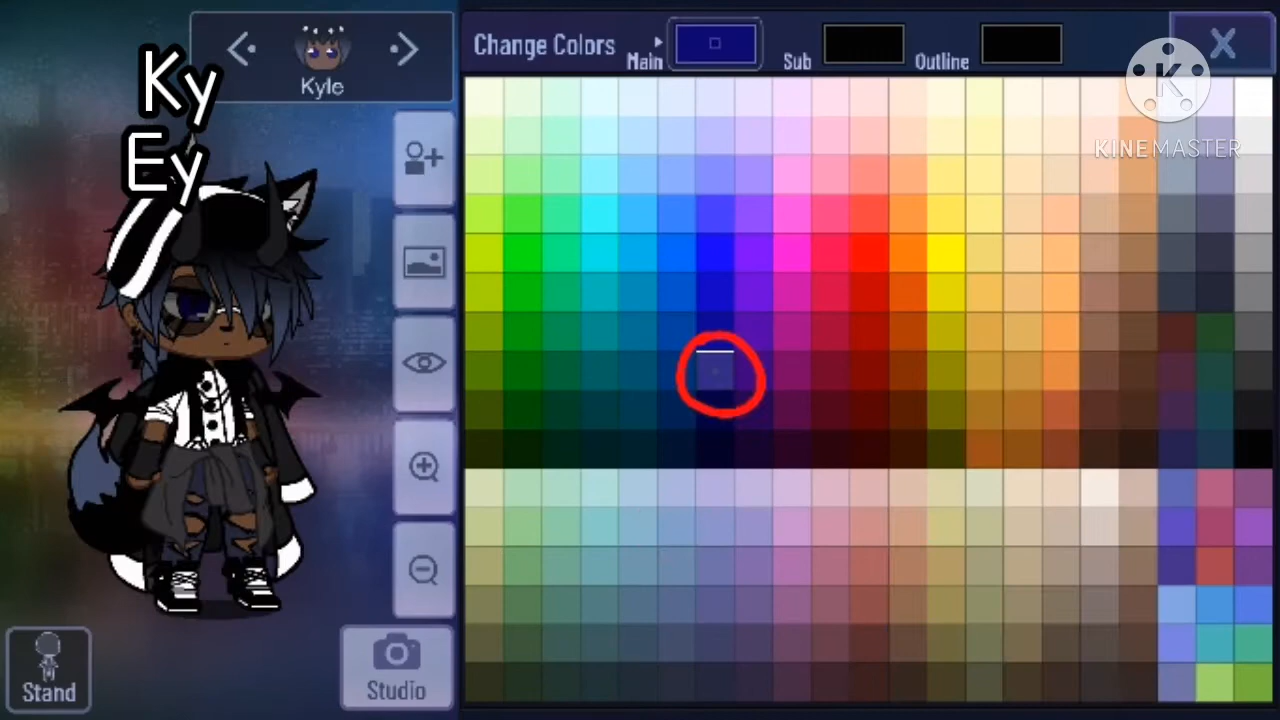 Ky
Ey
Kyle
Change Colors
Main
Sub
Outline
X
K
KINEMASTER
Stand
Studio